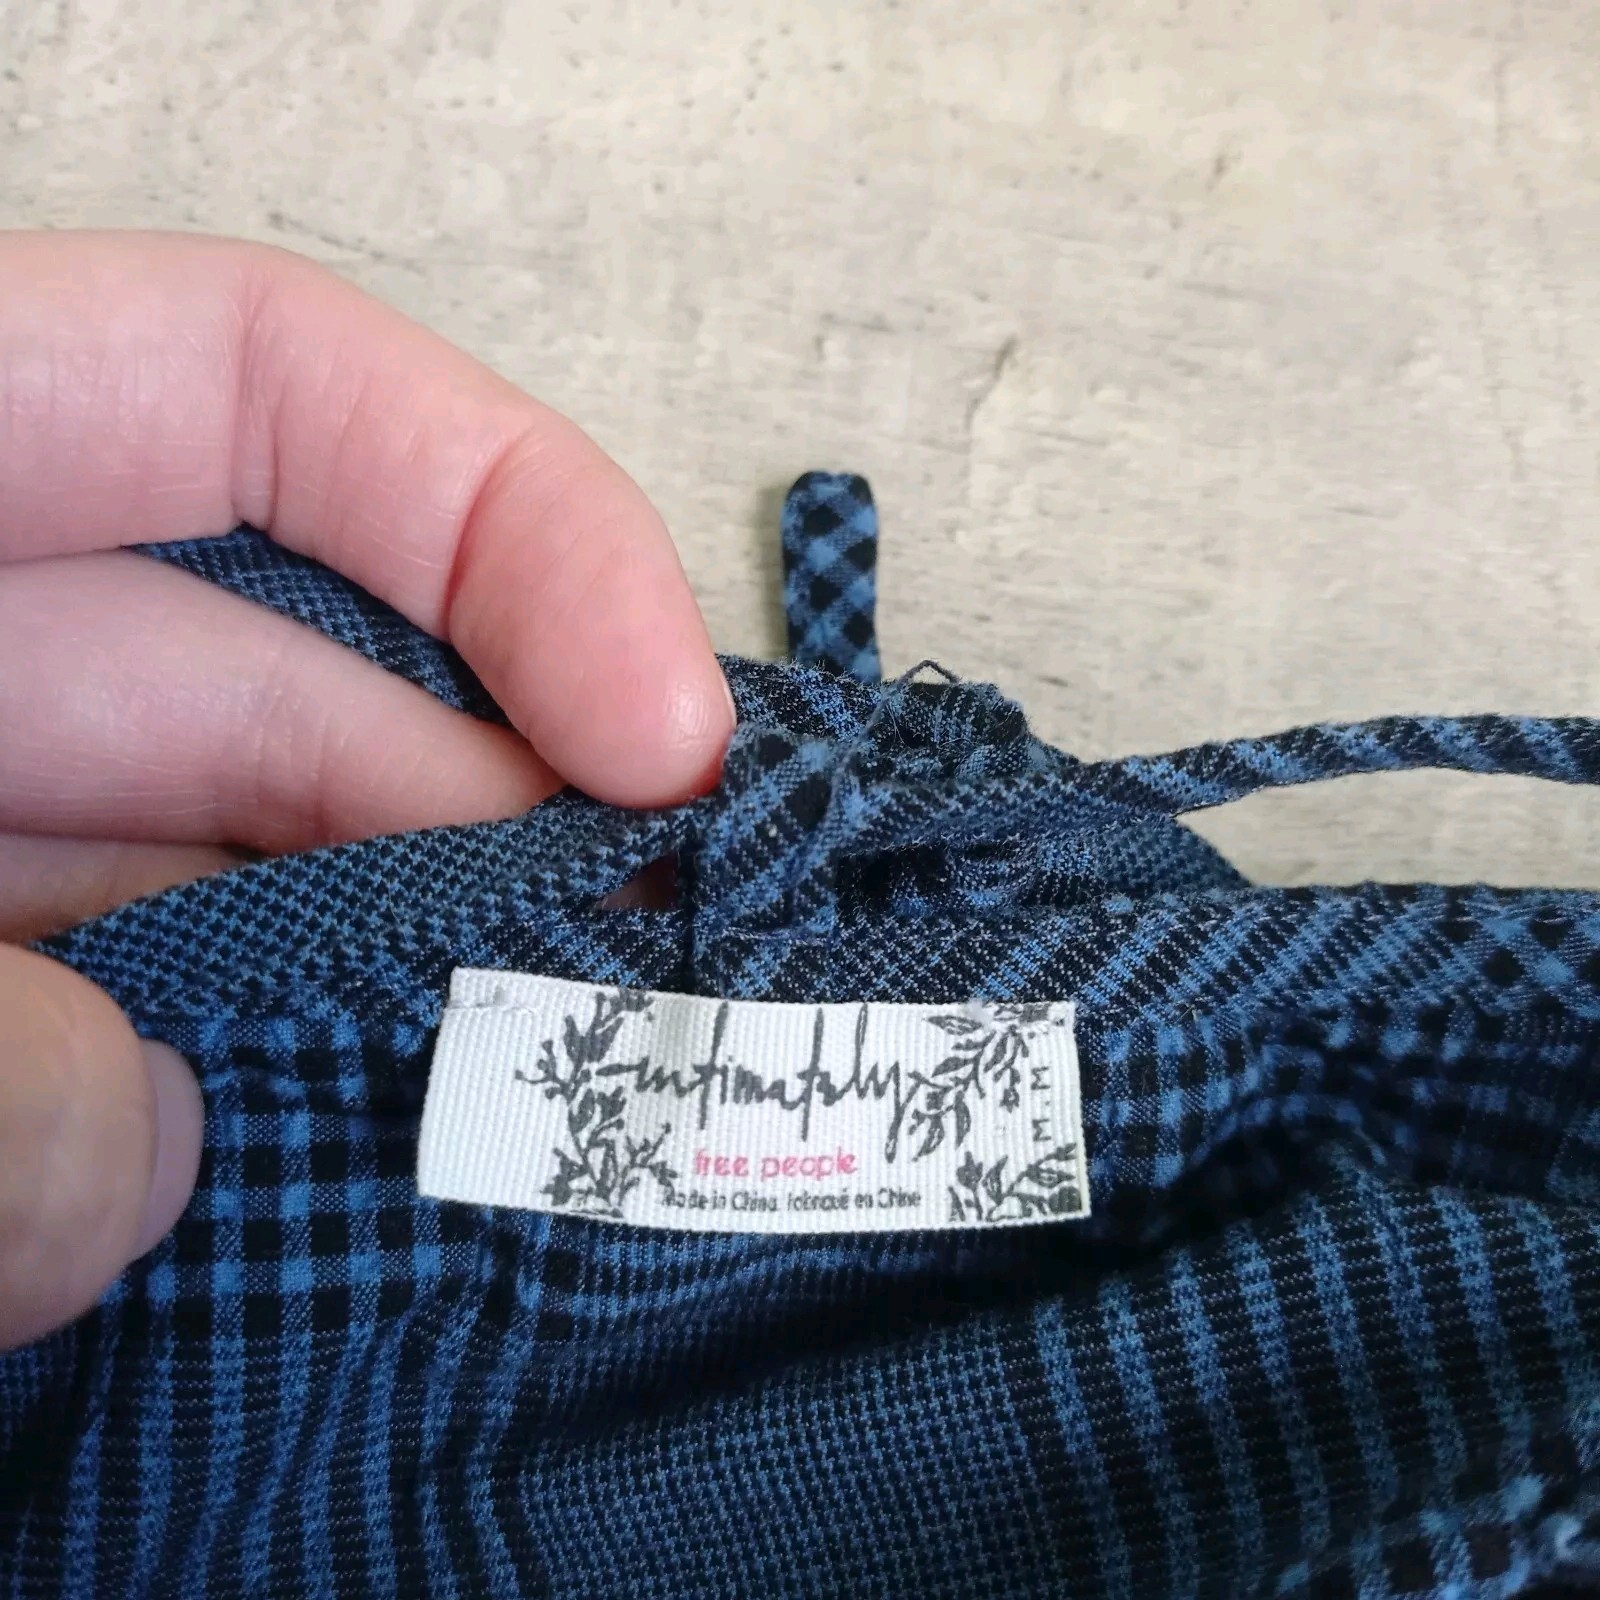 intimately
free people
Made in China fabriqué en Chine
M.M